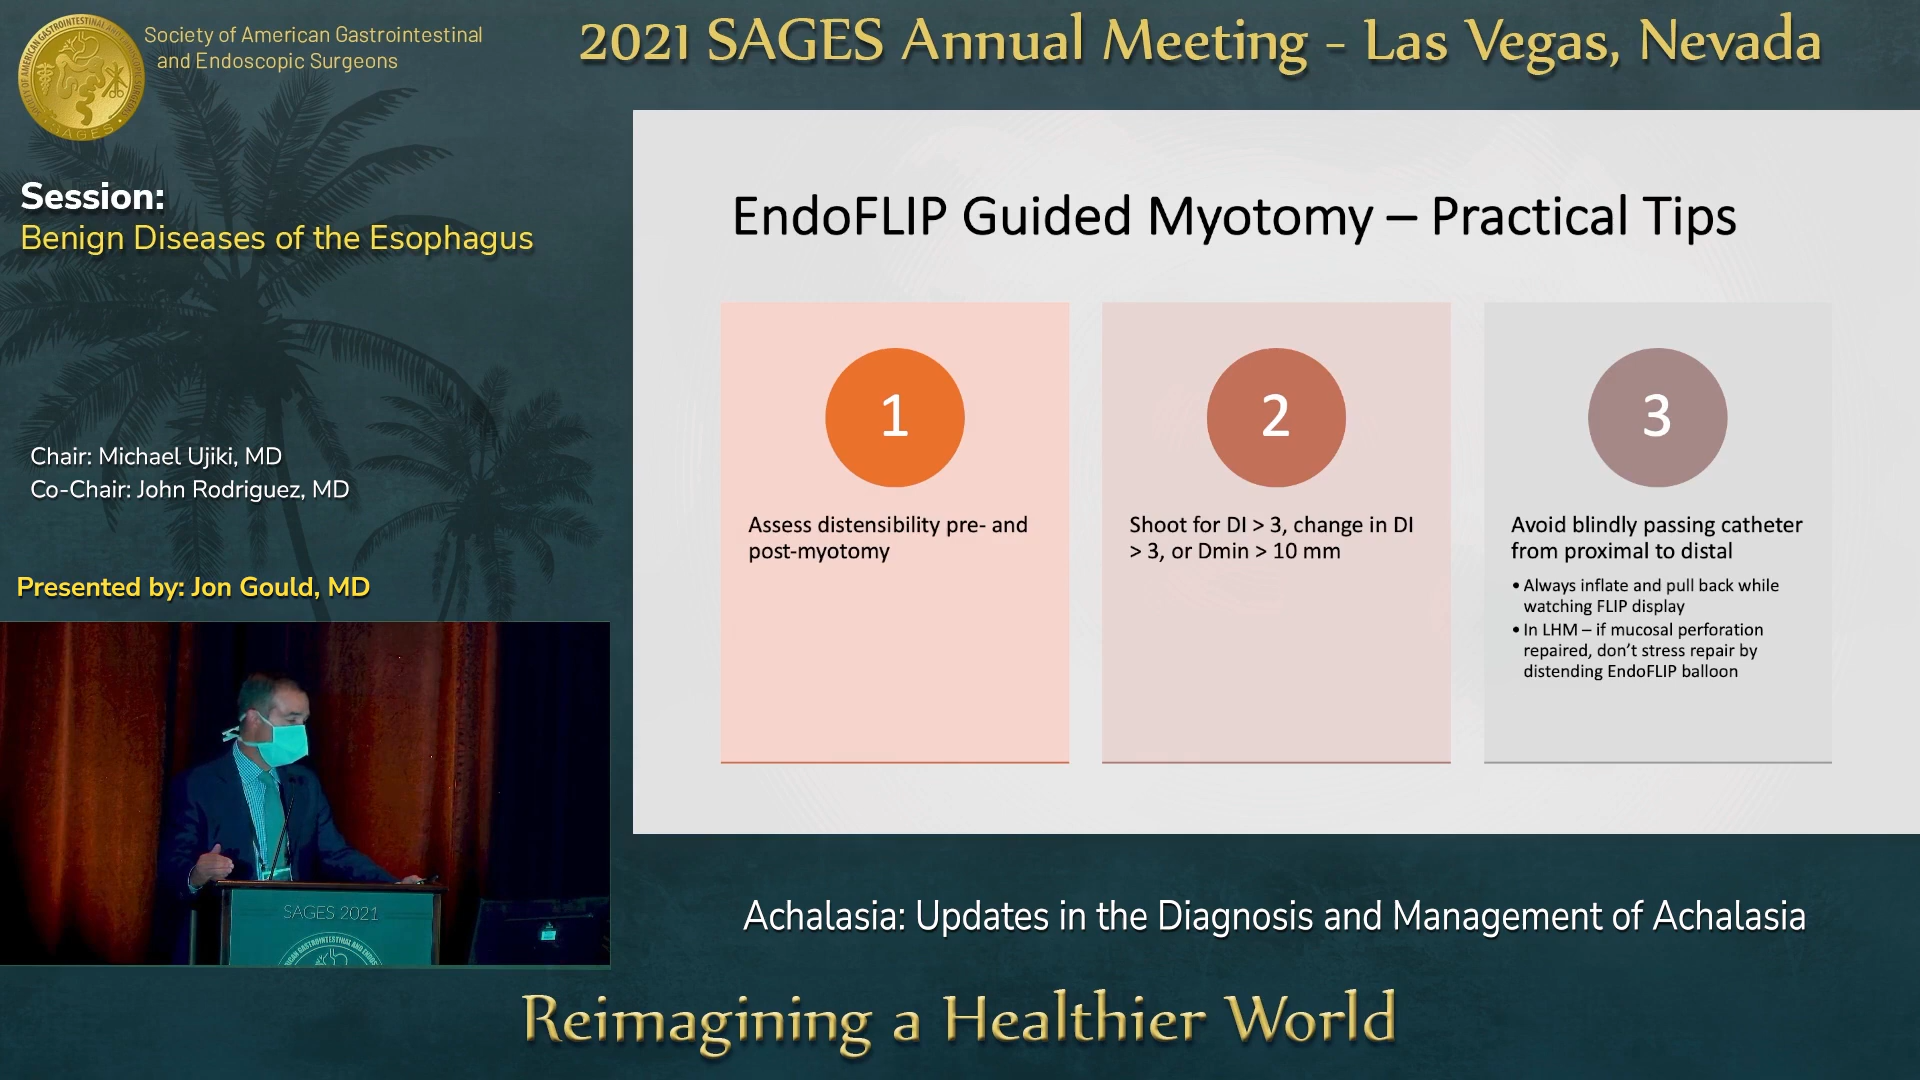 Society of American Gastrointestinal
and Endoscopic Surgeons
SAGES
2021 SAGES Annual Meeting - Las Vegas, Nevada
Session:
Benign Diseases of the Esophagus
Chair: Michael Ujiki, MD
Co-Chair: John Rodriguez, MD
Presented by: Jon Gould, MD
EndoFLIP Guided Myotomy – Practical Tips
1
Assess distensibility pre- and
post-myotomy
2
Shoot for DI > 3, change in DI
> 3, or Dmin > 10 mm
3
Avoid blindly passing catheter
from proximal to distal
• Always inflate and pull back while
watching FLIP display
• In LHM – if mucosal perforation
repaired, don't stress repair by
distending EndoFLIP balloon
SAGES 2021
Achalasia: Updates in the Diagnosis and Management of Achalasia
Reimagining a Healthier World